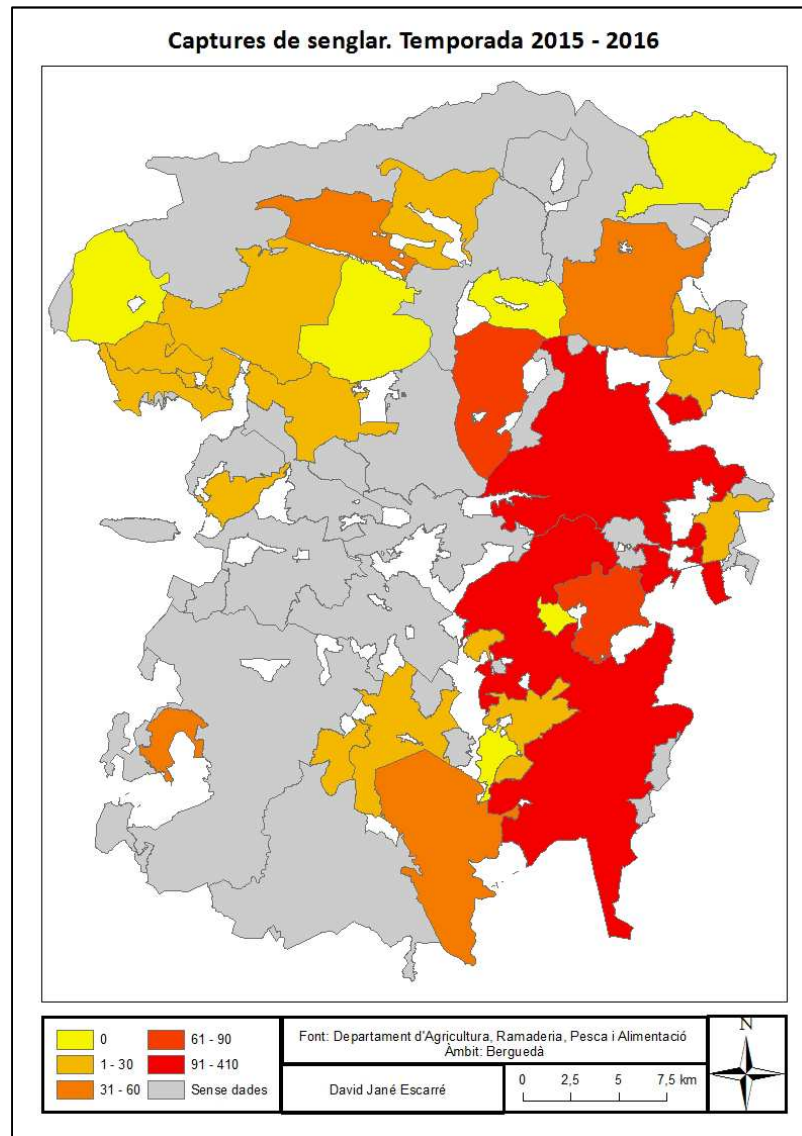 Captures de senglar. Temporada 2015 - 2016
0
1 - 30
31 - 60
61 - 90
91 - 410
Sense dades
Font: Departament d'Agricultura, Ramaderia, Pesca i Alimentació
Àmbit: Berguedà
David Jané Escarré
0 2,5 5 7,5 km
N